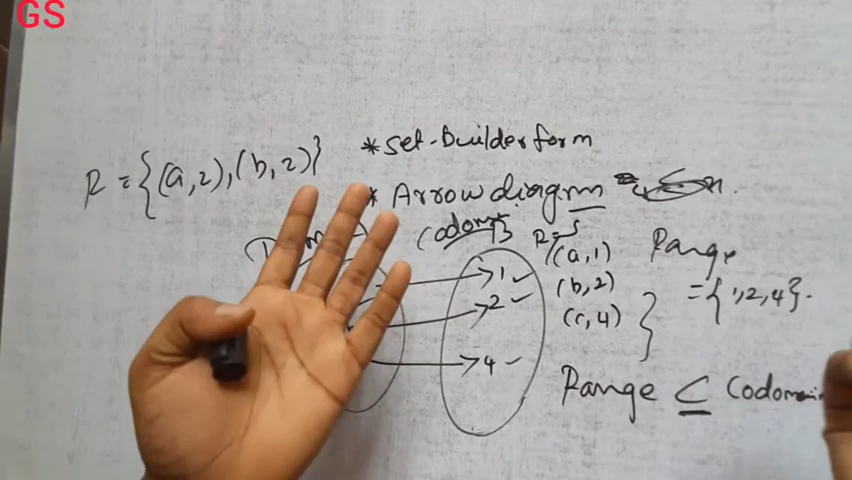 GS
R = {(a,2),(b,2)}
* Set-Builder form
* Arrow diagram
Codom
R = {
(a,1)
(b,2)
(c,4) }
Range
= {1,2,4}.
1
2
4
Range ⊆ Codomain